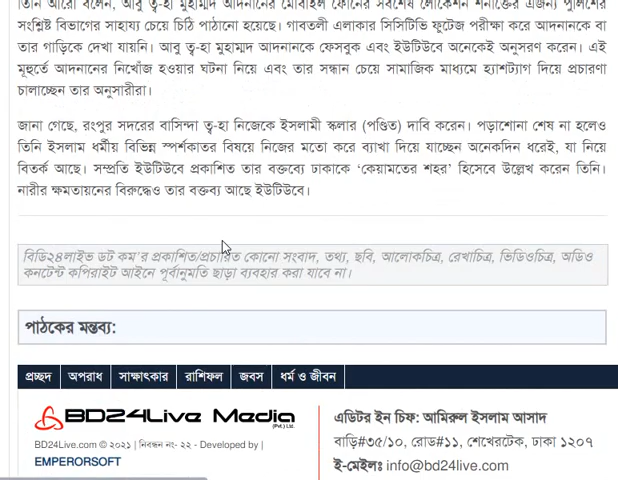 তিনি আরো বলেন, আবু ত্ব-হা মুহাম্মদ আদনানের মোবাইল ফোনের সর্বশেষ লোকেশন শনাক্তের এজন্য পুলিশের
সংশ্লিষ্ট বিভাগের সাহায্য চেয়ে চিঠি পাঠানো হয়েছে। গাবতলী এলাকার সিসিটিভি ফুটেজ পরীক্ষা করে আদনানকে বা
তার গাড়িকে দেখা যায়নি। আবু ত্ব-হা মুহাম্মদ আদনানকে ফেসবুক এবং ইউটিউবে অনেকেই অনুসরণ করেন। এই
মূহুর্তে আদনানের নিখোঁজ হওয়ার ঘটনা নিয়ে এবং তার সন্ধান চেয়ে সামাজিক মাধ্যমে হ্যাশট্যাগ দিয়ে প্রচারণা
চালাচ্ছেন তার অনুসারীরা।
জানা গেছে, রংপুর সদরের বাসিন্দা ত্ব-হা নিজেকে ইসলামী স্কলার (পণ্ডিত) দাবি করেন। পড়াশোনা শেষ না হলেও
তিনি ইসলাম ধর্মীয় বিভিন্ন স্পর্শকাতর বিষয়ে নিজের মতো করে ব্যাখা দিয়ে যাচ্ছেন অনেকদিন ধরেই, যা নিয়ে
বিতর্ক আছে। সম্প্রতি ইউটিউবে প্রকাশিত তার বক্তব্যে ঢাকাকে ‘কেয়ামতের শহর’ হিসেবে উল্লেখ করেন তিনি।
নারীর ক্ষমতায়নের বিরুদ্ধেও তার বক্তব্য আছে ইউটিউবে।
বিডি২৪লাইভ ডট কম'র প্রকাশিত/প্রচারিত কোনো সংবাদ, তথ্য, ছবি, আলোকচিত্র, রেখাচিত্র, ভিডিওচিত্র, অডিও
কনটেন্ট কপিরাইট আইনে পূর্বানুমতি ছাড়া ব্যবহার করা যাবে না।
পাঠকের মন্তব্য:
প্রচ্ছদ অপরাধ সাক্ষাৎকার রাশিফল জবস ধর্ম ও জীবন
BD24Live Media
(Pvt.) Ltd.
BD24Live.com © ২০২১ | নিবন্ধন নং- ২২ - Developed by |
EMPERORSOFT
এডিটর ইন চিফ: আমিরুল ইসলাম আসাদ
বাড়ি#৩৫/১০, রোড#১১, শেখেরটেক, ঢাকা ১২০৭
ই-মেইলঃ info@bd24live.com